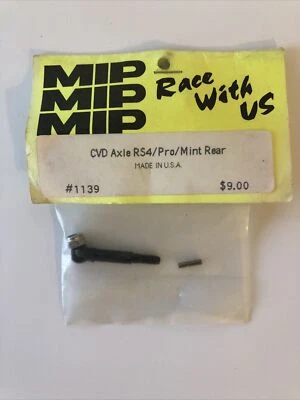 MIP
MIP
MIP
Race
With
US
CVD Axle RS4/Pro/Mint Rear
MADE IN U.S.A.
#1139 $9.00